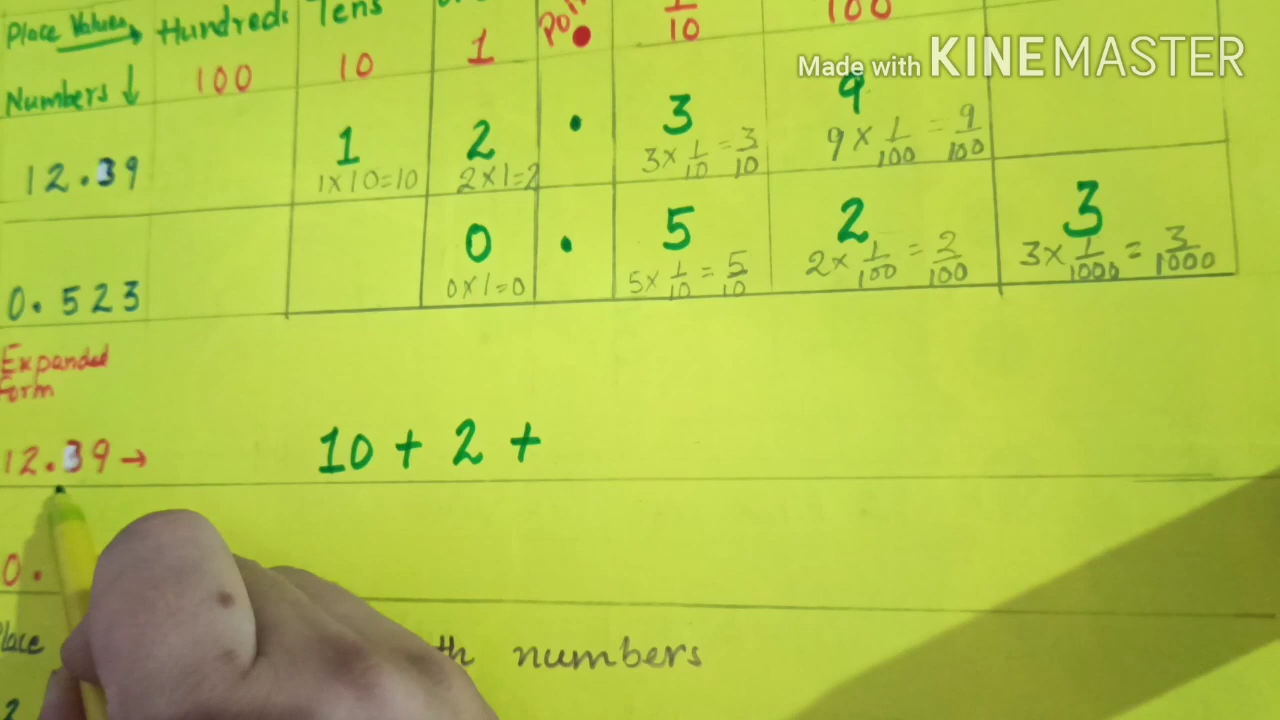 Place Values → Hundreds Tens
100 10 1 • 1/10 100
Numbers ↓
12.39 1 2 . 3 9
1×10=10 2×1=2 3×1/10=3/10 9×1/100=9/100
0.523 0 . 5 2 3
0×1=0 5×1/10=5/10 2×1/100=2/100 3×1/1000=3/1000
Expanded
Form
12.39 → 10 + 2 +
0.
Place numbers
2
Made with KINEMASTER